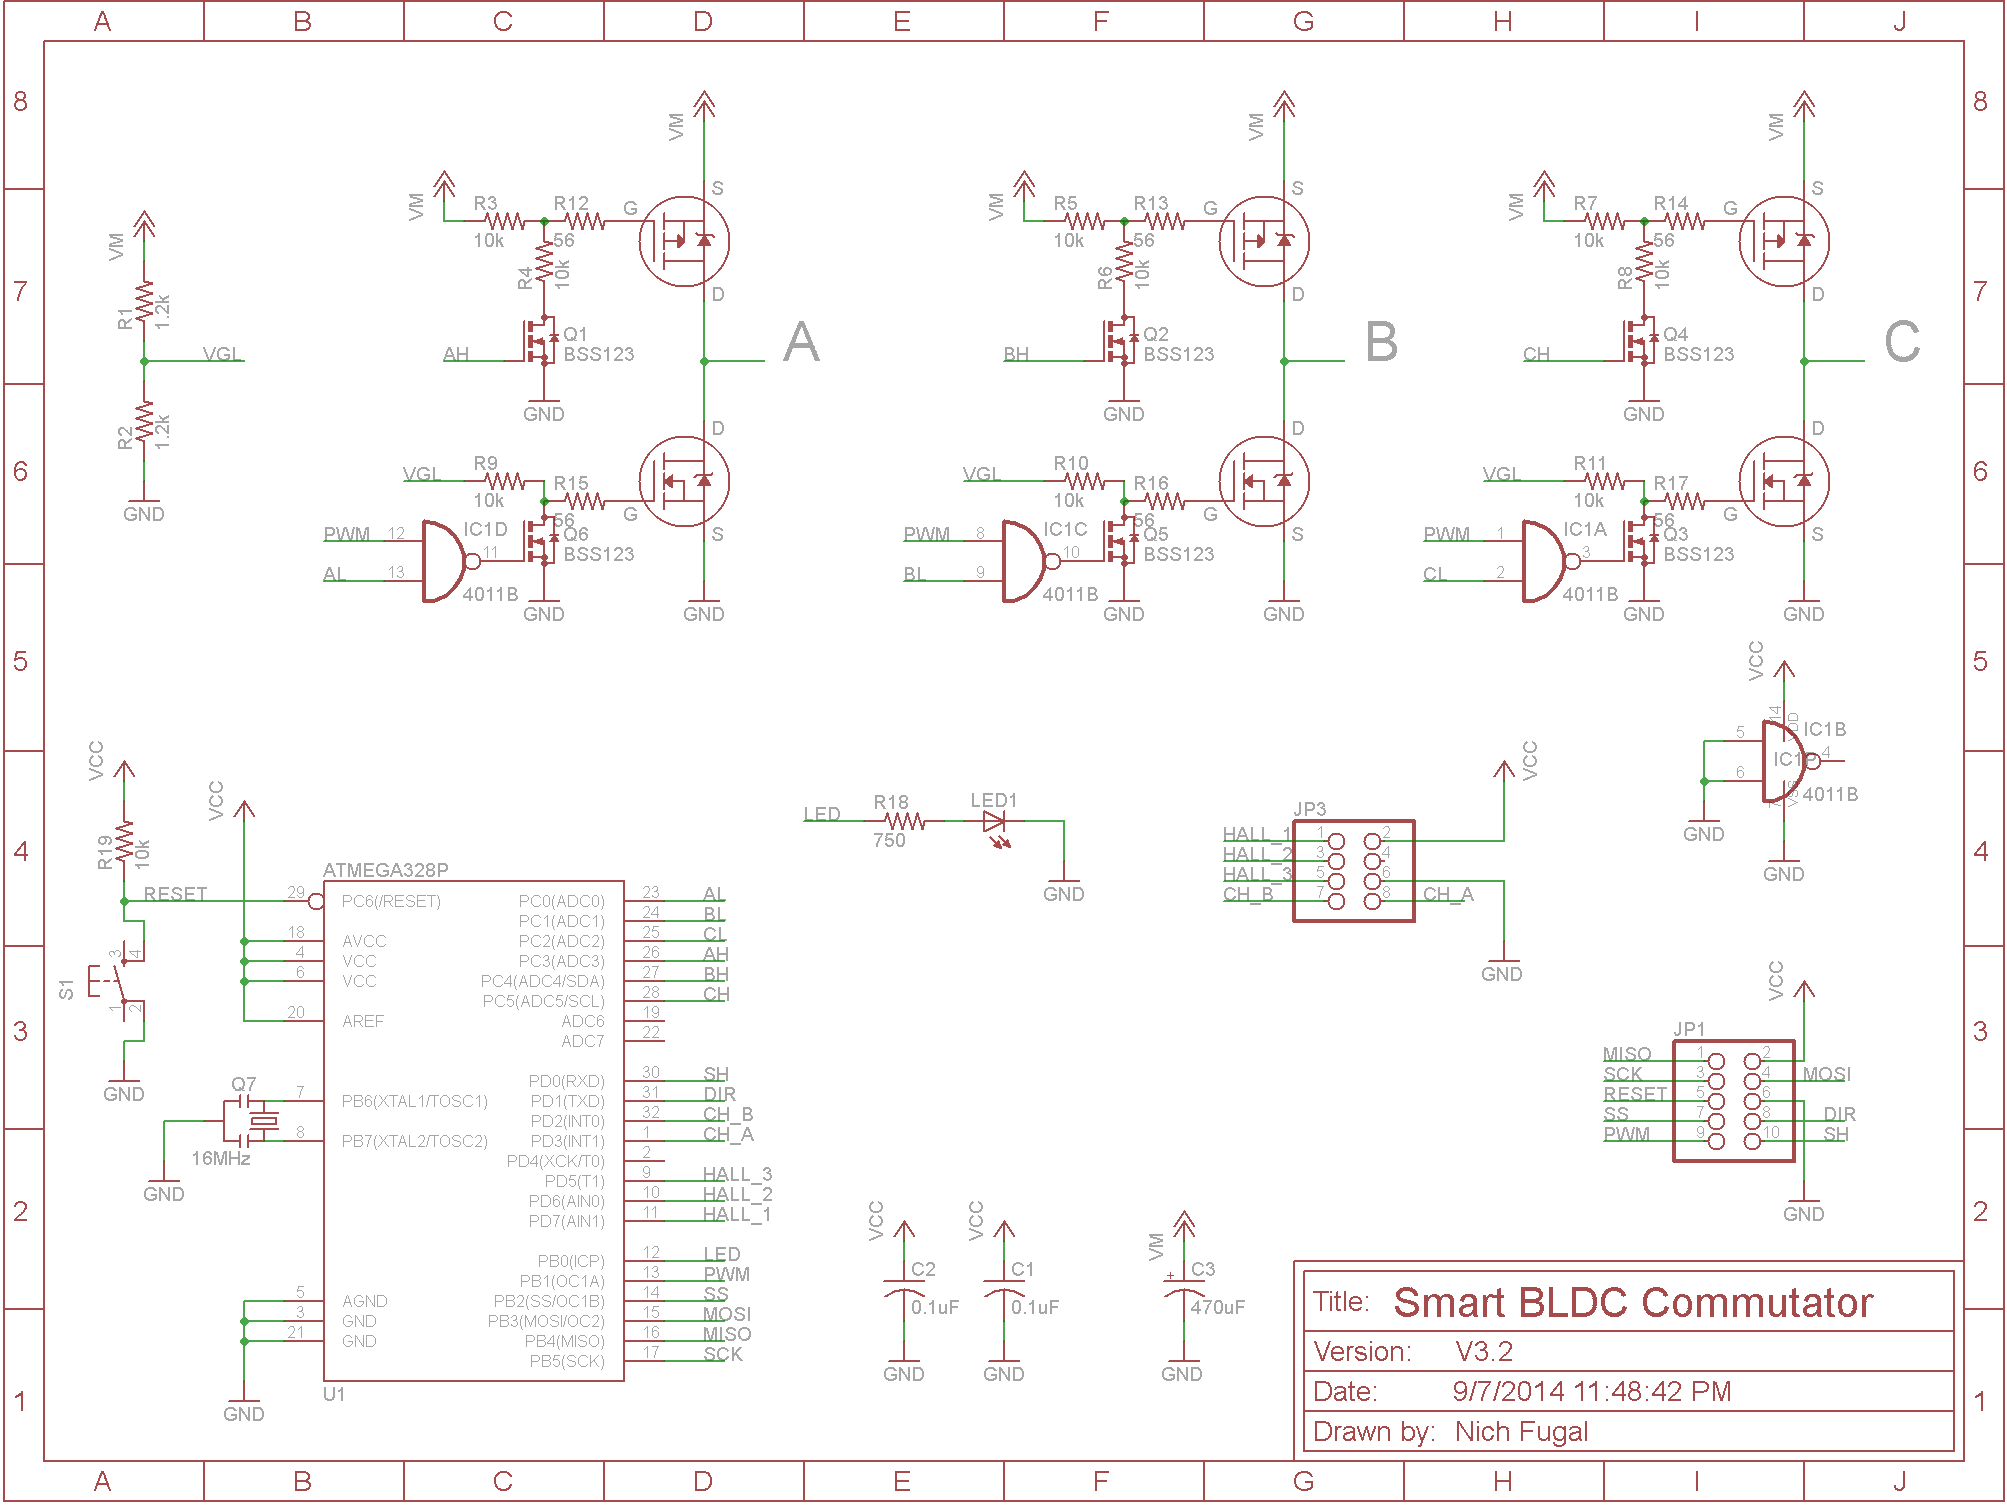 A B C D E F G H I J
8 8
VM VM VM
VM VM VM
S S S
R3 R12 G R5 R13 G R7 R14 G
10k 56 10k 56 10k 56
VM
R4 10k R6 10k R8 10k
7 7
D D D
R1 1.2k
A B C
Q1 Q2 Q4
VGL AH BSS123 BH BSS123 CH BSS123
GND GND GND
R2 1.2k
D D D
6 6
VGL R9 VGL R10 VGL R11
10k R15 10k R16 10k R17
GND G G G
56 56 56
PWM 12 IC1D Q6 S PWM 8 IC1C Q5 S PWM 1 IC1A Q3 S
11 BSS123 10 BSS123 3 BSS123
AL 13 BL 9 CL 2
4011B 4011B 4011B
GND GND GND GND GND GND
5 5
VCC
14 VDD
5 IC1B
IC1P 4
6
7 VSS 4011B
GND
GND
VCC
R19 10k
VCC
LED R18 LED1
750
GND
VCC
JP3
HALL_1 1 2
HALL_2 3 4
HALL_3 5 6
CH_B 7 8 CH_A
GND
4 4
ATMEGA328P
RESET 29 PC6(/RESET) PC0(ADC0) 23 AL
PC1(ADC1) 24 BL
18 AVCC PC2(ADC2) 25 CL
4 VCC PC3(ADC3) 26 AH
6 VCC PC4(ADC4/SDA) 27 BH
PC5(ADC5/SCL) 28 CH
20 AREF ADC6 19
ADC7 22
S1 3 4
1 2
GND
3 3
PD0(RXD) 30 SH
Q7 7 PB6(XTAL1/TOSC1) PD1(TXD) 31 DIR
PD2(INT0) 32 CH_B
8 PB7(XTAL2/TOSC2) PD3(INT1) 1 CH_A
16MHz PD4(XCK/T0) 2
GND PD5(T1) 9 HALL_3
PD6(AIN0) 10 HALL_2
PD7(AIN1) 11 HALL_1
VCC
JP1
MISO 1 2
SCK 3 4 MOSI
RESET 5 6
SS 7 8 DIR
PWM 9 10 SH
GND
2 2
PB0(ICP) 12 LED
PB1(OC1A) 13 PWM
5 AGND PB2(SS/OC1B) 14 SS
3 GND PB3(MOSI/OC2) 15 MOSI
21 GND PB4(MISO) 16 MISO
PB5(SCK) 17 SCK
U1
GND
VCC VCC VM
C2 C1 + C3
0.1uF 0.1uF 470uF
GND GND GND
1 1
Title: Smart BLDC Commutator
Version: V3.2
Date: 9/7/2014 11:48:42 PM
Drawn by: Nich Fugal
A B C D E F G H I J